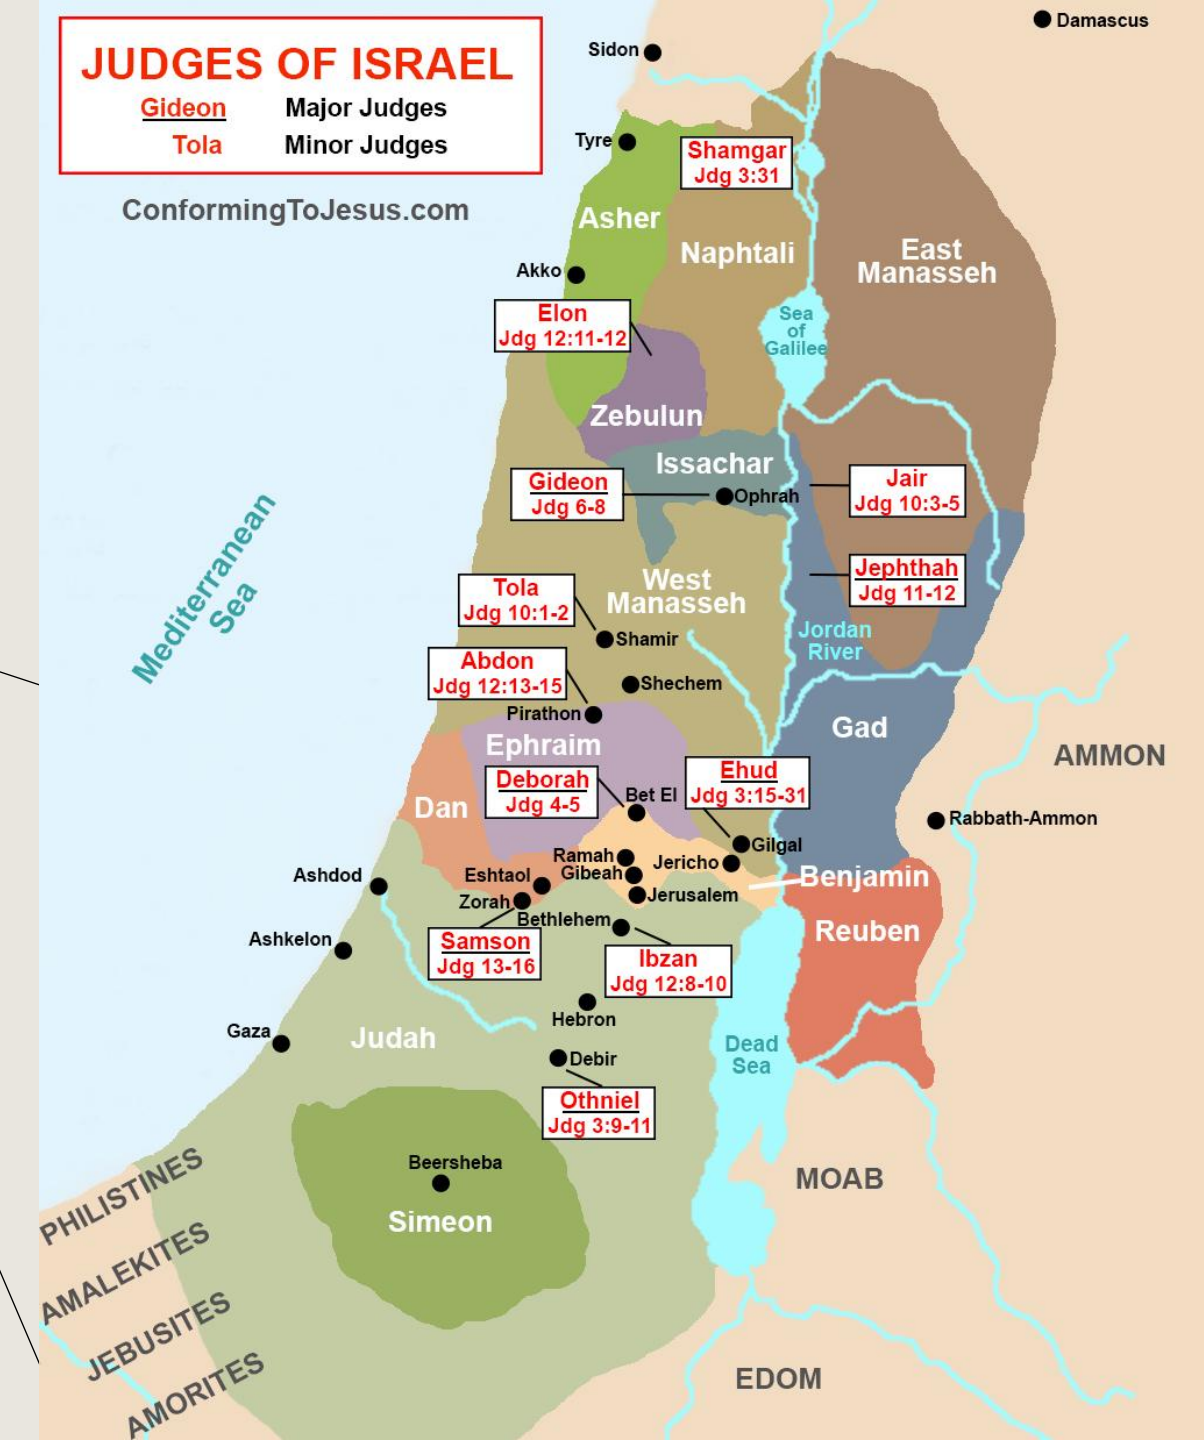 JUDGES OF ISRAEL
Gideon Major Judges
Tola Minor Judges
ConformingToJesus.com
Damascus
Sidon
Tyre
Shamgar
Jdg 3:31
Asher
Naphtali
East
Manasseh
Akko
Elon
Jdg 12:11-12
Sea
of
Galilee
Zebulun
Issachar
Gideon
Jdg 6-8
Ophrah
Jair
Jdg 10:3-5
Mediterranean
Sea
West
Manasseh
Jephthah
Jdg 11-12
Tola
Jdg 10:1-2
Shamir
Jordan
River
Abdon
Jdg 12:13-15
Shechem
Pirathon
Ephraim
Gad
AMMON
Deborah
Jdg 4-5
Bet El
Ehud
Jdg 3:15-31
Dan
Rabbath-Ammon
Gilgal
Ramah
Jericho
Gibeah
Benjamin
Ashdod
Eshtaol
Zorah
Jerusalem
Bethlehem
Reuben
Ashkelon
Samson
Jdg 13-16
Ibzan
Jdg 12:8-10
Hebron
Gaza
Judah
Dead
Sea
Debir
Othniel
Jdg 3:9-11
Beersheba
Simeon
MOAB
PHILISTINES
AMALEKITES
JEBUSITES
AMORITES
EDOM